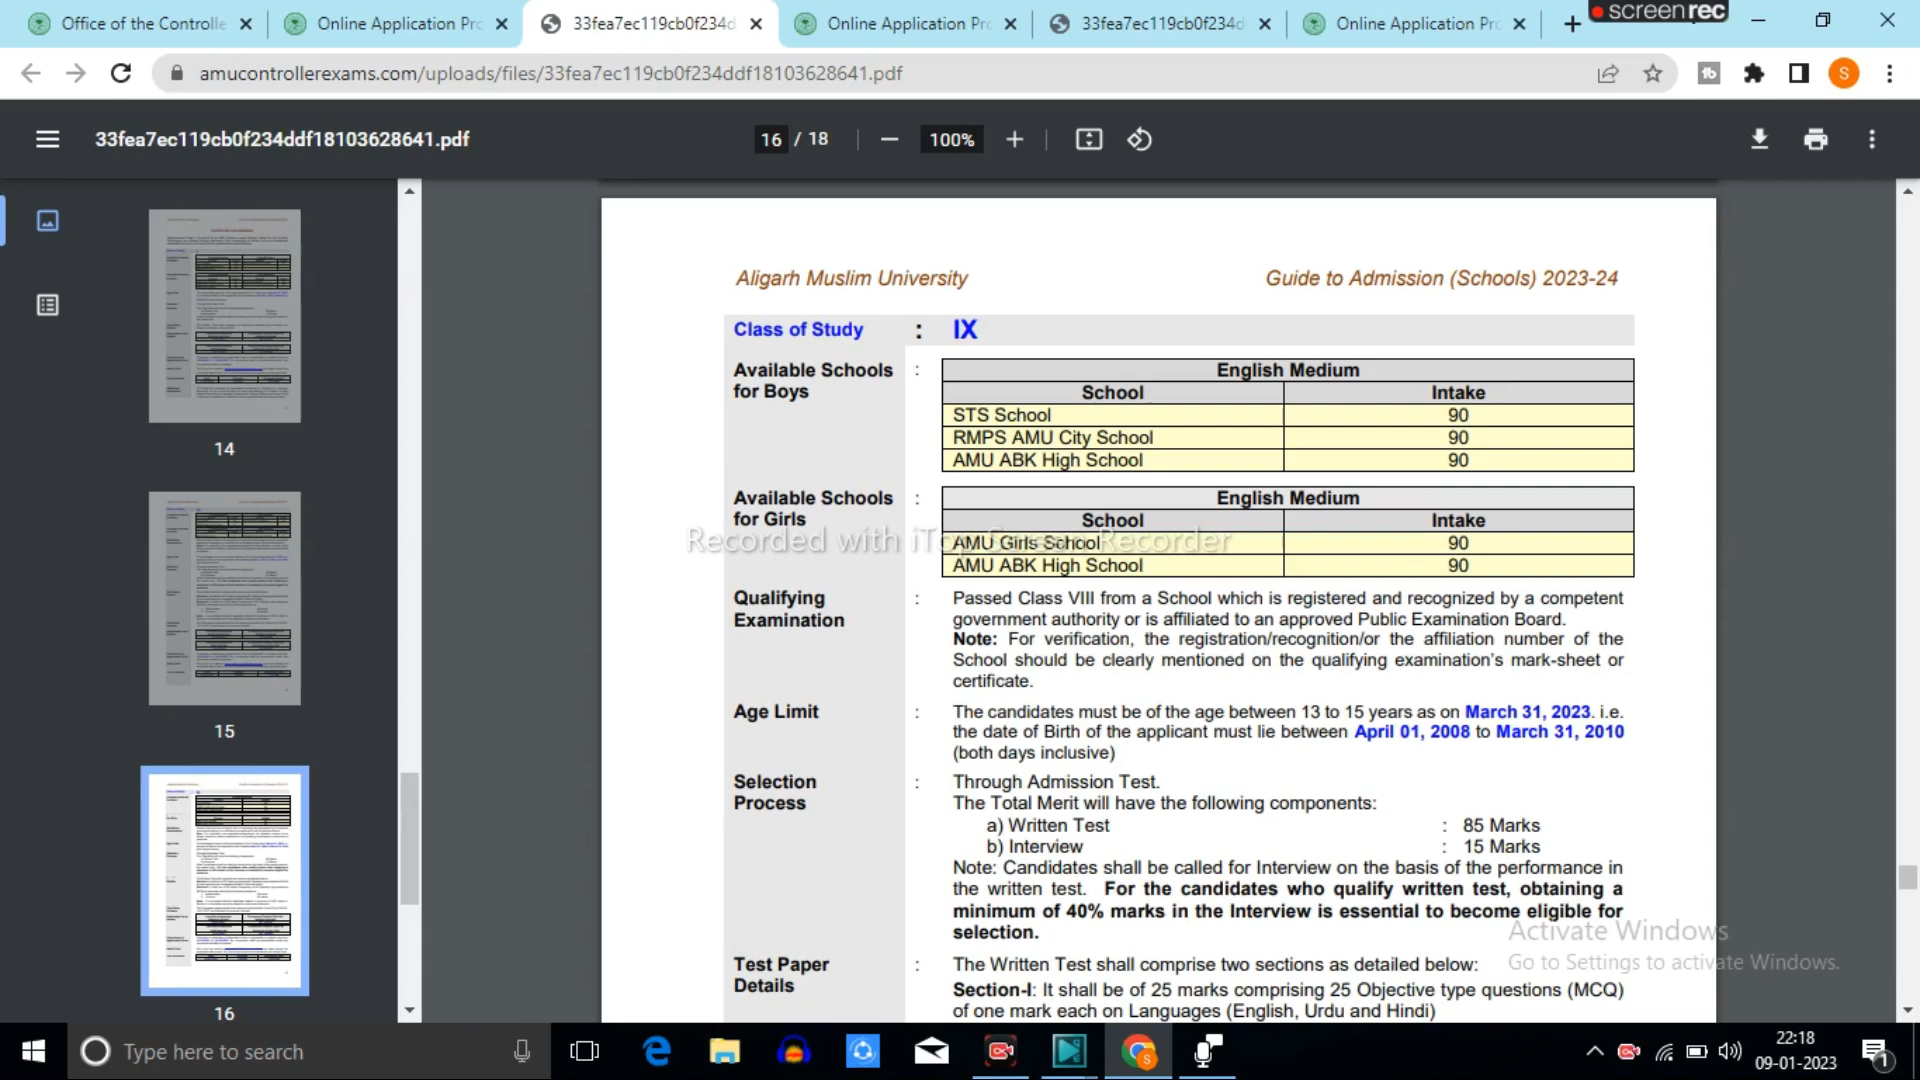 Office of the Controlle
Online Application Pro
33fea7ec119cb0f234d
Online Application Pro
33fea7ec119cb0f234d
Online Application Pro
screenrec
amucontrollerexams.com/uploads/files/33fea7ec119cb0f234ddf18103628641.pdf
S
33fea7ec119cb0f234ddf18103628641.pdf
16 / 18
100%
14
15
16
Aligarh Muslim University
Guide to Admission (Schools) 2023-24
Class of Study : IX
Available Schools :
for Boys
English Medium
School Intake
STS School 90
RMPS AMU City School 90
AMU ABK High School 90
Available Schools :
for Girls
English Medium
School Intake
Recorded with iTop Screen Recorder
AMU Girls School 90
AMU ABK High School 90
Qualifying : Passed Class VIII from a School which is registered and recognized by a competent
Examination government authority or is affiliated to an approved Public Examination Board.
Note: For verification, the registration/recognition/or the affiliation number of the
School should be clearly mentioned on the qualifying examination's mark-sheet or
certificate.
Age Limit : The candidates must be of the age between 13 to 15 years as on March 31, 2023. i.e.
the date of Birth of the applicant must lie between April 01, 2008 to March 31, 2010
(both days inclusive)
Selection : Through Admission Test.
Process The Total Merit will have the following components:
a) Written Test : 85 Marks
b) Interview : 15 Marks
Note: Candidates shall be called for Interview on the basis of the performance in
the written test. For the candidates who qualify written test, obtaining a
minimum of 40% marks in the Interview is essential to become eligible for
selection.
Activate Windows
Go to Settings to activate Windows.
Test Paper : The Written Test shall comprise two sections as detailed below:
Details Section-I: It shall be of 25 marks comprising 25 Objective type questions (MCQ)
of one mark each on Languages (English, Urdu and Hindi)
Type here to search
22:18
09-01-2023
1